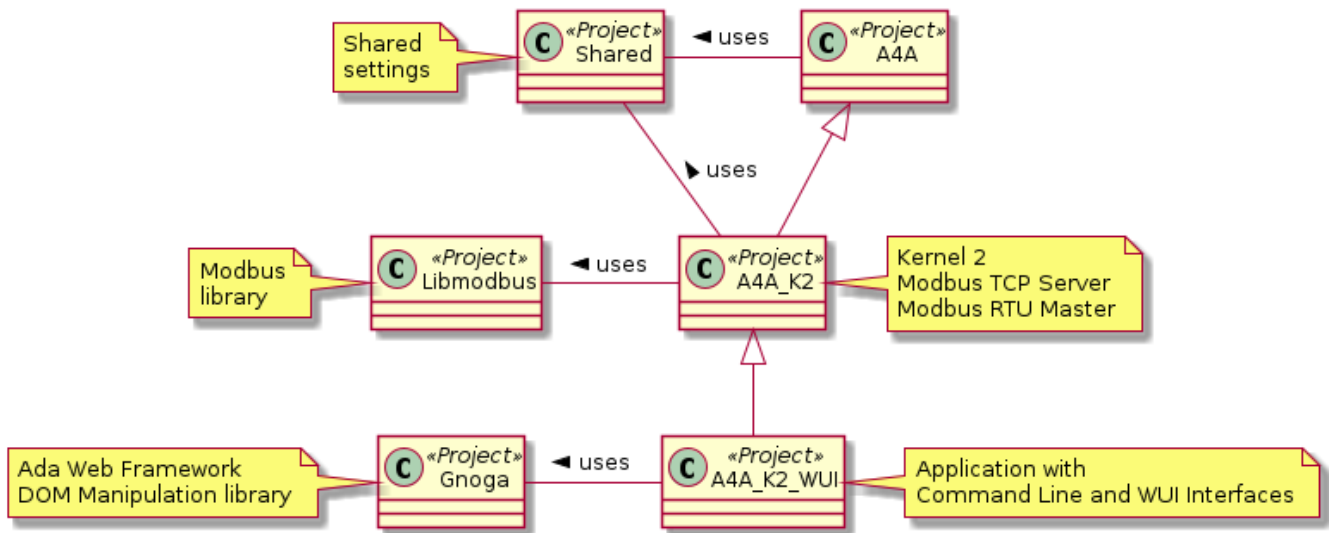 Shared
settings
C
«Project»
Shared
◄ uses
C
«Project»
A4A
uses
Modbus
library
C
«Project»
Libmodbus
◄ uses
C
«Project»
A4A_K2
Kernel 2
Modbus TCP Server
Modbus RTU Master
Ada Web Framework
DOM Manipulation library
C
«Project»
Gnoga
◄ uses
C
«Project»
A4A_K2_WUI
Application with
Command Line and WUI Interfaces